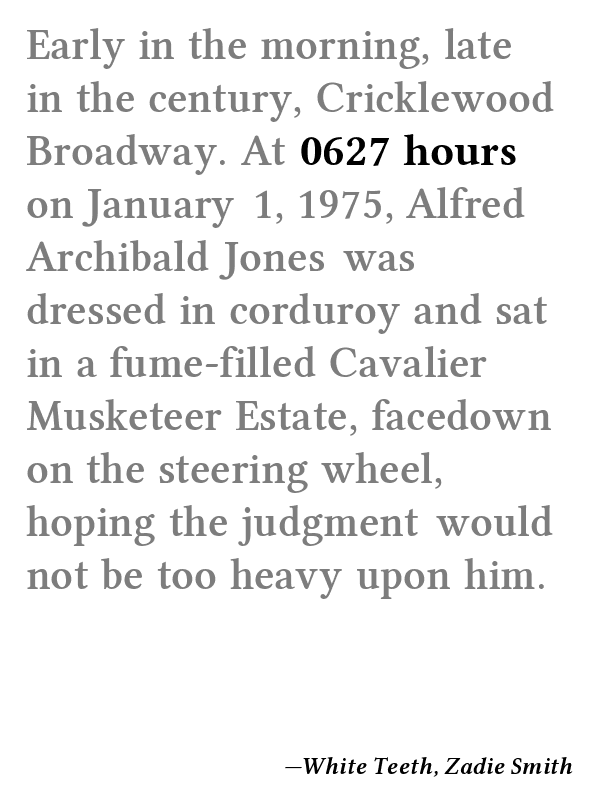 Early in the morning, late
in the century, Cricklewood
Broadway. At 0627 hours
on January 1, 1975, Alfred
Archibald Jones was
dressed in corduroy and sat
in a fume-filled Cavalier
Musketeer Estate, facedown
on the steering wheel,
hoping the judgment would
not be too heavy upon him.
—White Teeth, Zadie Smith